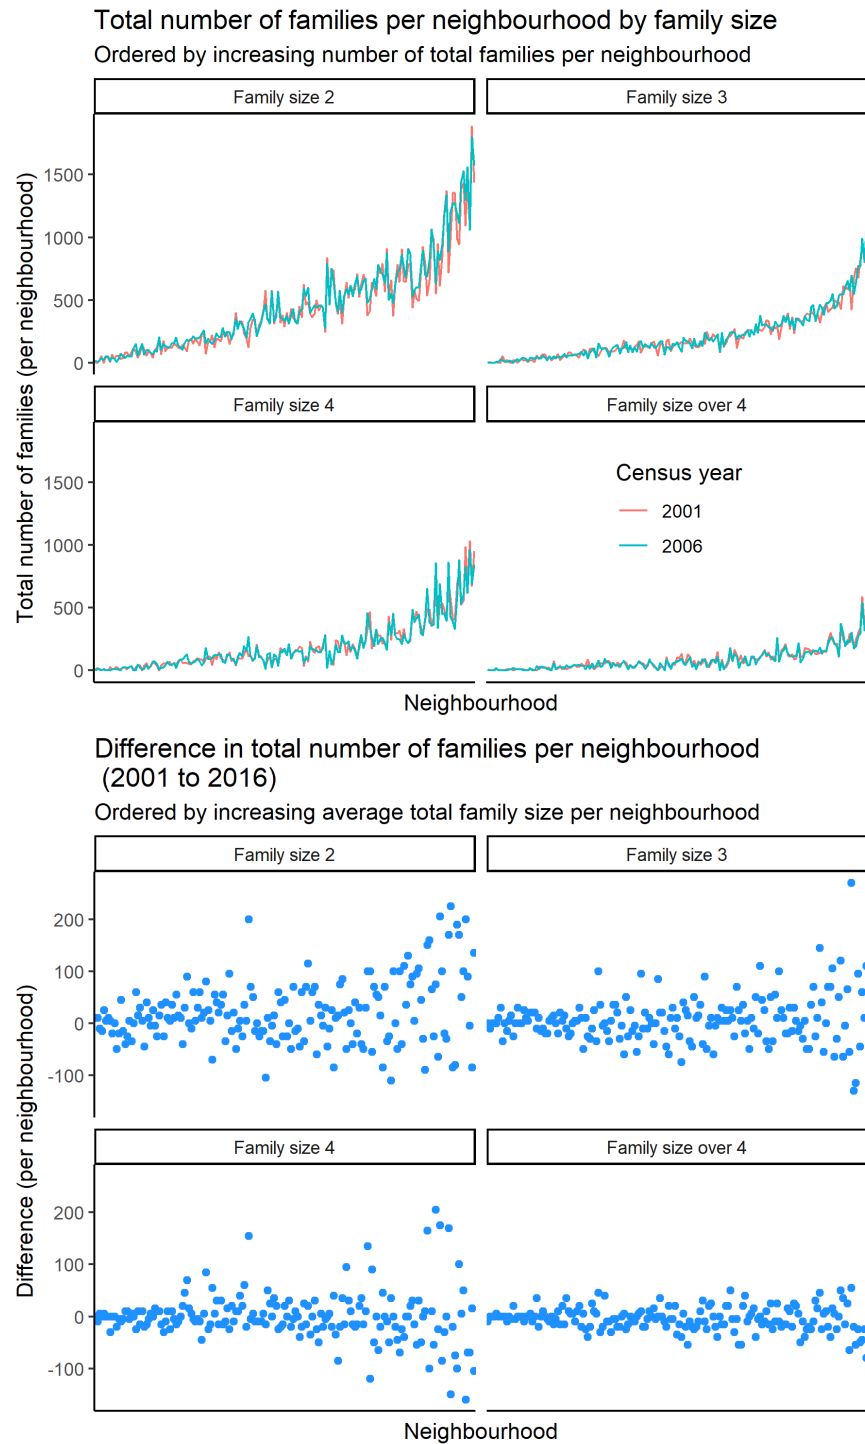 Total number of families per neighbourhood by family size
Ordered by increasing number of total families per neighbourhood
Family size 2
Family size 3
1500
1000
500
0
Family size 4
Family size over 4
1500
1000
500
0
Census year
2001
2006
Total number of families (per neighbourhood)
Neighbourhood
Difference in total number of families per neighbourhood
(2001 to 2016)
Ordered by increasing average total family size per neighbourhood
Family size 2
Family size 3
200
100
0
-100
Family size 4
Family size over 4
200
100
0
-100
Difference (per neighbourhood)
Neighbourhood